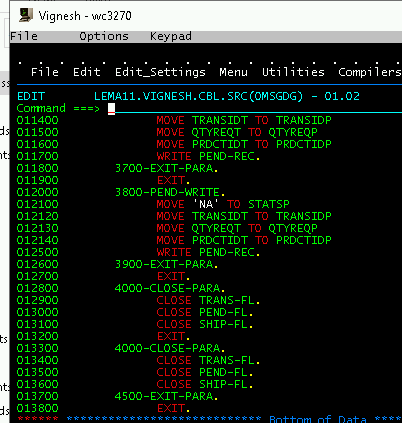 Vignesh - wc3270
File Options Keypad
. . . . . . . . . . . . . . . . . . . . . . . .
File Edit Edit_Settings Menu Utilities Compilers
EDIT LEMA11.VIGNESH.CBL.SRC(OMSGDG) - 01.02
Command ===>
011400 MOVE TRANSIDT TO TRANSIDP
011500 MOVE QTYREQT TO QTYREQP
011600 MOVE PRDCTIDT TO PRDCTIDP
011700 WRITE PEND-REC.
011800 3700-EXIT-PARA.
011900 EXIT.
012000 3800-PEND-WRITE.
012100 MOVE 'NA' TO STATSP
012120 MOVE TRANSIDT TO TRANSIDP
012130 MOVE QTYREQT TO QTYREQP
012140 MOVE PRDCTIDT TO PRDCTIDP
012500 WRITE PEND-REC.
012600 3900-EXIT-PARA.
012700 EXIT.
012800 4000-CLOSE-PARA.
012900 CLOSE TRANS-FL.
013000 CLOSE PEND-FL.
013100 CLOSE SHIP-FL.
013200 EXIT.
013300 4000-CLOSE-PARA.
013400 CLOSE TRANS-FL.
013500 CLOSE PEND-FL.
013600 CLOSE SHIP-FL.
013700 4500-EXIT-PARA.
013800 EXIT.
****** **************************** Bottom of Data ****************